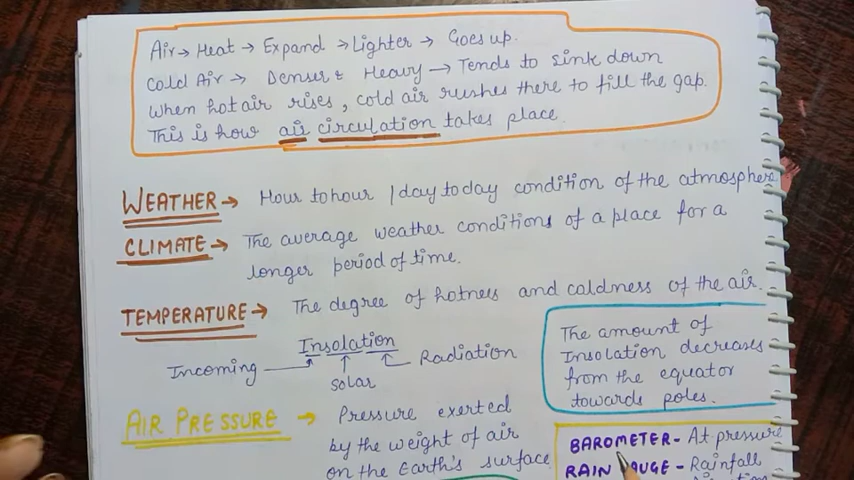 Air → Heat → Expand → Lighter → Goes up.
Cold Air → Denser & Heavy → Tends to sink down
When hot air rises, cold air rushes there to fill the gap.
This is how air circulation takes place.
WEATHER → Hour to hour / day to day condition of the atmosphere
CLIMATE → The average weather conditions of a place for a
longer period of time.
TEMPERATURE → The degree of hotness and coldness of the air.
Insolation
Incoming
Solar
Radiation
The amount of
Insolation decreases
from the equator
towards poles.
AIR PRESSURE → Pressure exerted
by the weight of air
on the Earth's surface
BAROMETER - At pressure
RAIN GAUGE - Rainfall